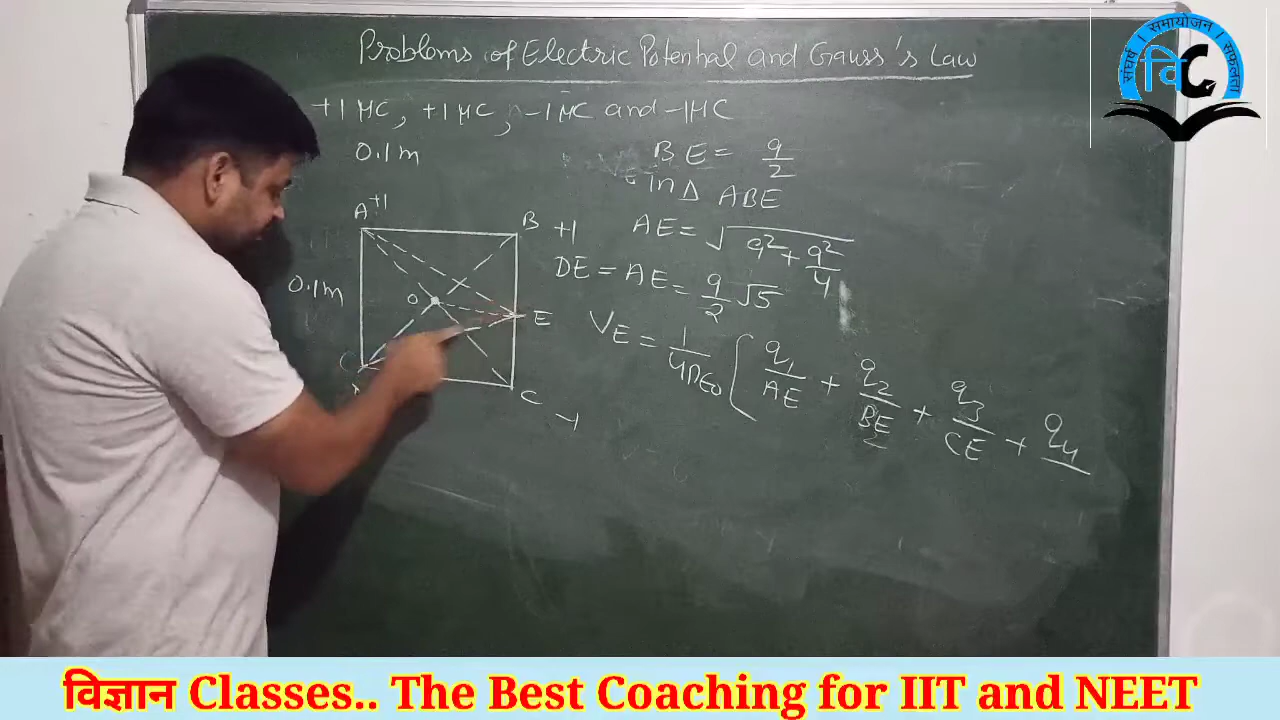 Problems of Electric Potential and Gauss's Law
+1 μC, +1 μC, -1 μC and -1 μC
0.1 m
BE = a/2
in Δ ABE
A +1
B +1
AE = √(a² + a²/4)
DE = AE = a/2 √5
0.1m
O
E
V_E = 1/4πε₀ [ q₁/AE + q₂/BE + q₃/CE + q₄
C -1
संघर्ष । समायोजन । सफलता
विC
विज्ञान Classes.. The Best Coaching for IIT and NEET